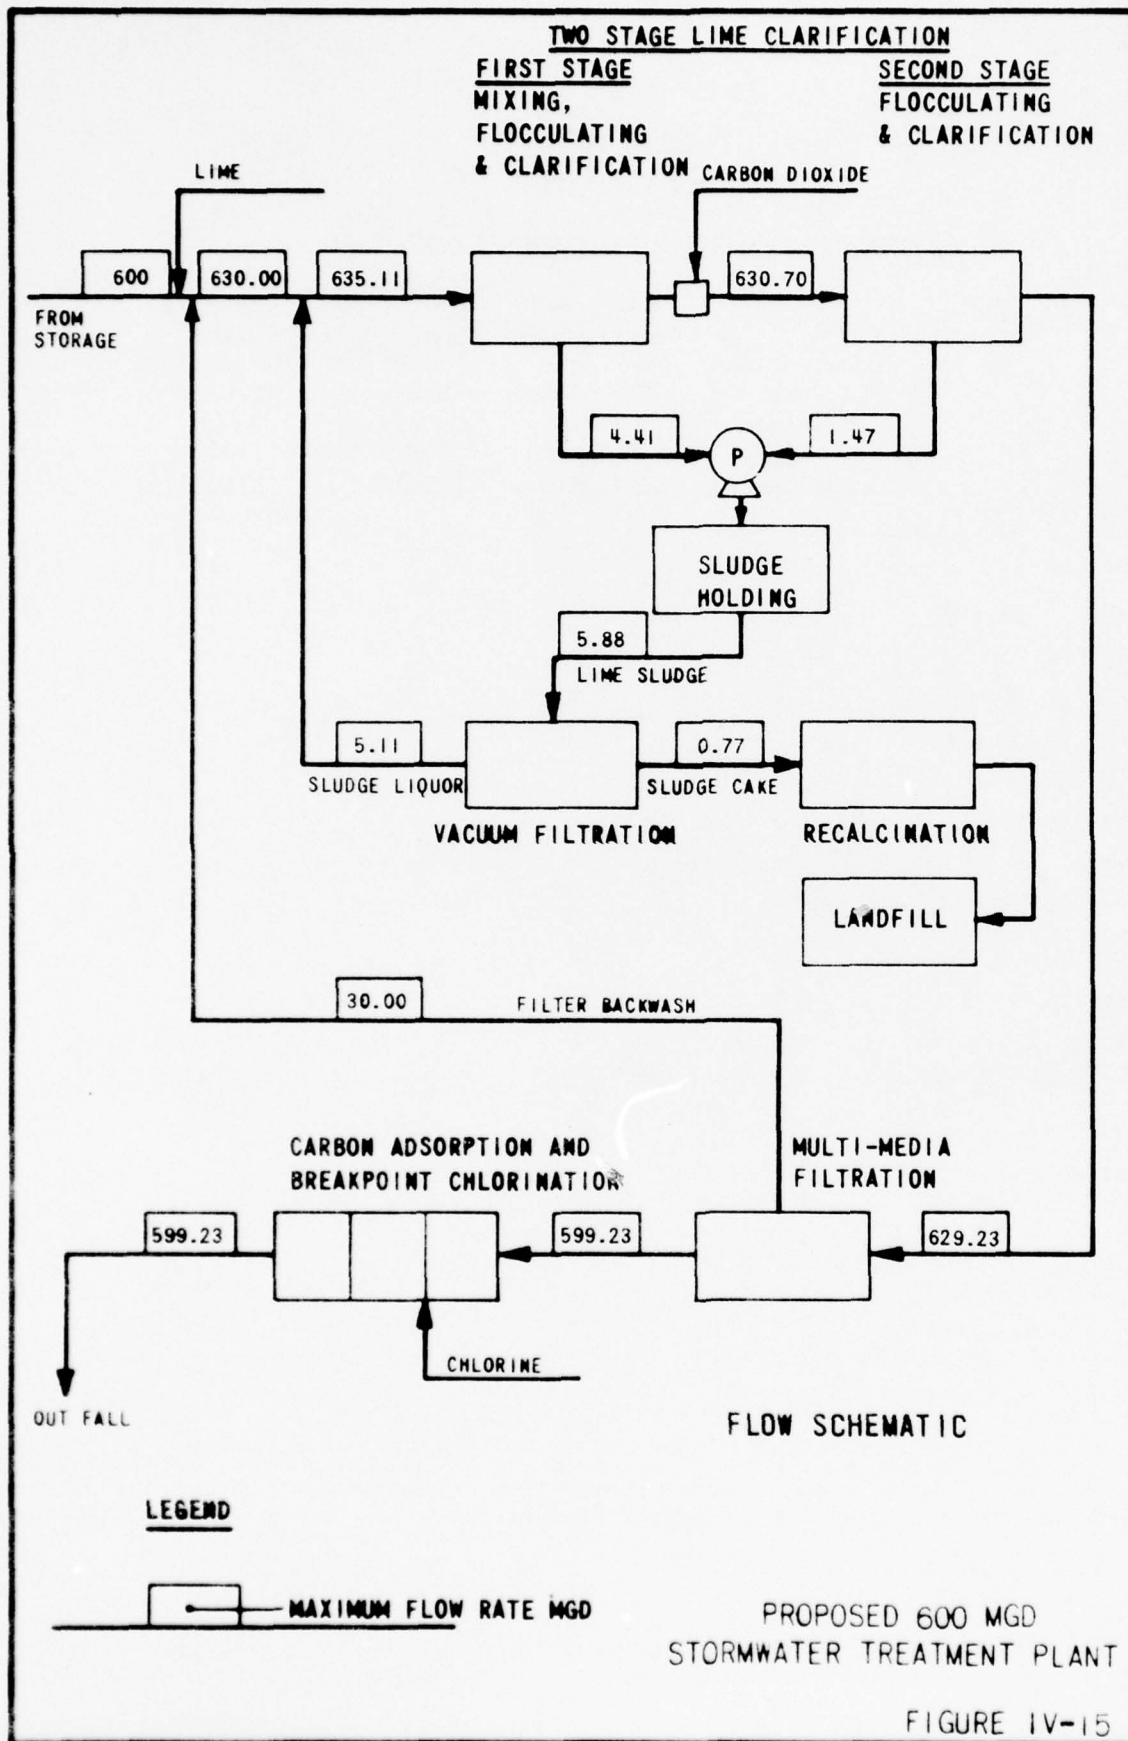 TWO STAGE LIME CLARIFICATION
FIRST STAGE
MIXING,
FLOCCULATING
& CLARIFICATION
SECOND STAGE
FLOCCULATING
& CLARIFICATION
LIME
CARBON DIOXIDE
600
630.00
635.11
630.70
FROM
STORAGE
4.41
P
1.47
SLUDGE
HOLDING
5.88
LIME SLUDGE
5.11
0.77
SLUDGE LIQUOR
SLUDGE CAKE
VACUUM FILTRATION
RECALCINATION
LANDFILL
30.00
FILTER BACKWASH
CARBON ADSORPTION AND
BREAKPOINT CHLORINATION
MULTI-MEDIA
FILTRATION
599.23
599.23
629.23
CHLORINE
OUT FALL
FLOW SCHEMATIC
LEGEND
MAXIMUM FLOW RATE MGD
PROPOSED 600 MGD
STORMWATER TREATMENT PLANT
FIGURE IV-15